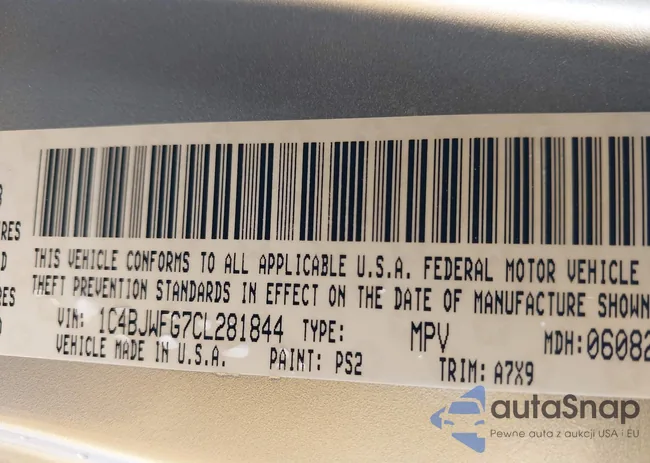 RES
THIS VEHICLE CONFORMS TO ALL APPLICABLE U.S.A. FEDERAL MOTOR VEHICLE
THEFT PREVENTION STANDARDS IN EFFECT ON THE DATE OF MANUFACTURE SHOWN
RES
VIN: 1C4BJWFG7CL281844 TYPE: MPV MDH: 06082
VEHICLE MADE IN U.S.A. PAINT: PS2 TRIM: A7X9
autaSnap
Pewne auta z aukcji USA i EU